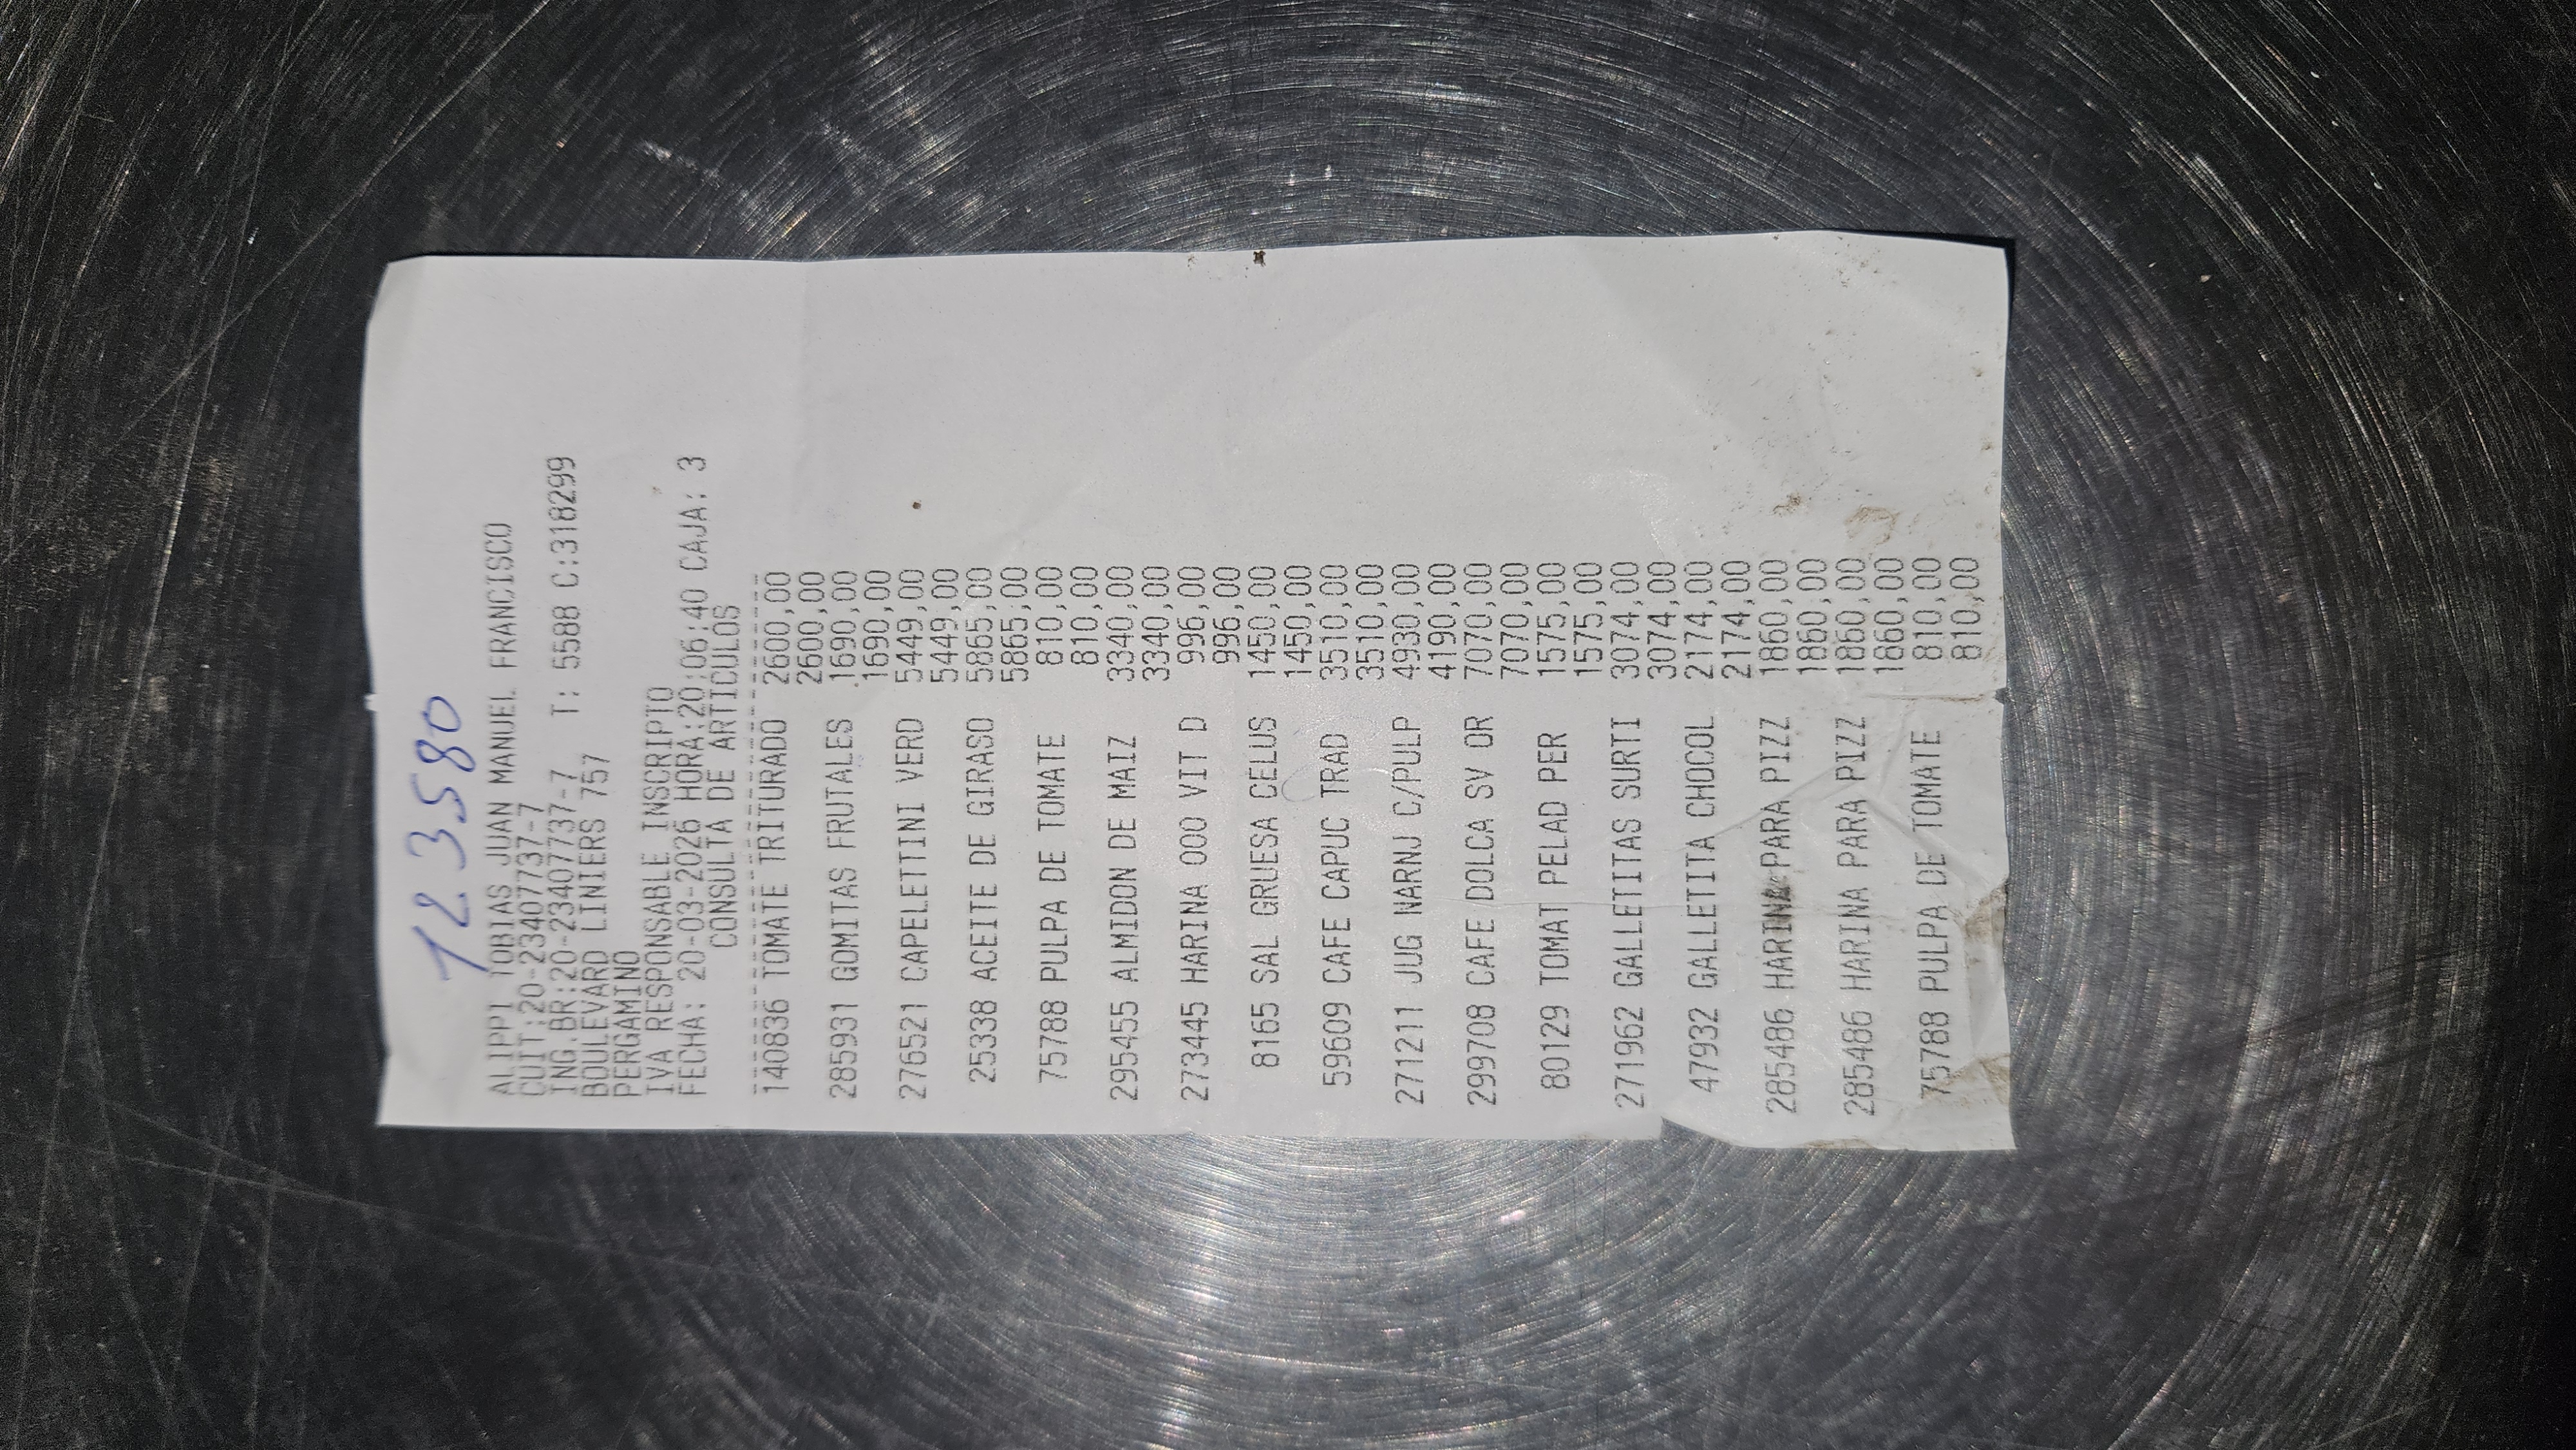 123580
ALIPPI TOBIAS JUAN MANUEL FRANCISCO
CUIT:20-23407737-7
ING.BR:20-23407737-7 T: 5588 C:318299
BOULEVARD LINIERS 757
PERGAMINO
IVA RESPONSABLE INSCRIPTO
FECHA: 20-03-2026 HORA:20:06:40 CAJA: 3
CONSULTA DE ARTICULOS
140836 TOMATE TRITURADO 2600,00
2600,00
285931 GOMITAS FRUTALES 1690,00
1690,00
276521 CAPELETTINI VERD 5449,00
5449,00
25338 ACEITE DE GIRASO 5865,00
5865,00
75788 PULPA DE TOMATE 810,00
810,00
295455 ALMIDON DE MAIZ 3340,00
3340,00
273445 HARINA 000 VIT D 996,00
996,00
8165 SAL GRUESA CELUS 1450,00
1450,00
59609 CAFE CAPUC TRAD 3510,00
3510,00
271211 JUG NARNJ C/PULP 4930,00
4190,00
299708 CAFE DOLCA SV OR 7070,00
7070,00
80129 TOMAT PELAD PER 1575,00
1575,00
271962 GALLETITAS SURTI 3074,00
3074,00
47932 GALLETITA CHOCOL 2174,00
2174,00
285486 HARINA PARA PIZZ 1860,00
1860,00
285486 HARINA PARA PIZZ 1860,00
1860,00
75788 PULPA DE TOMATE 810,00
810,00